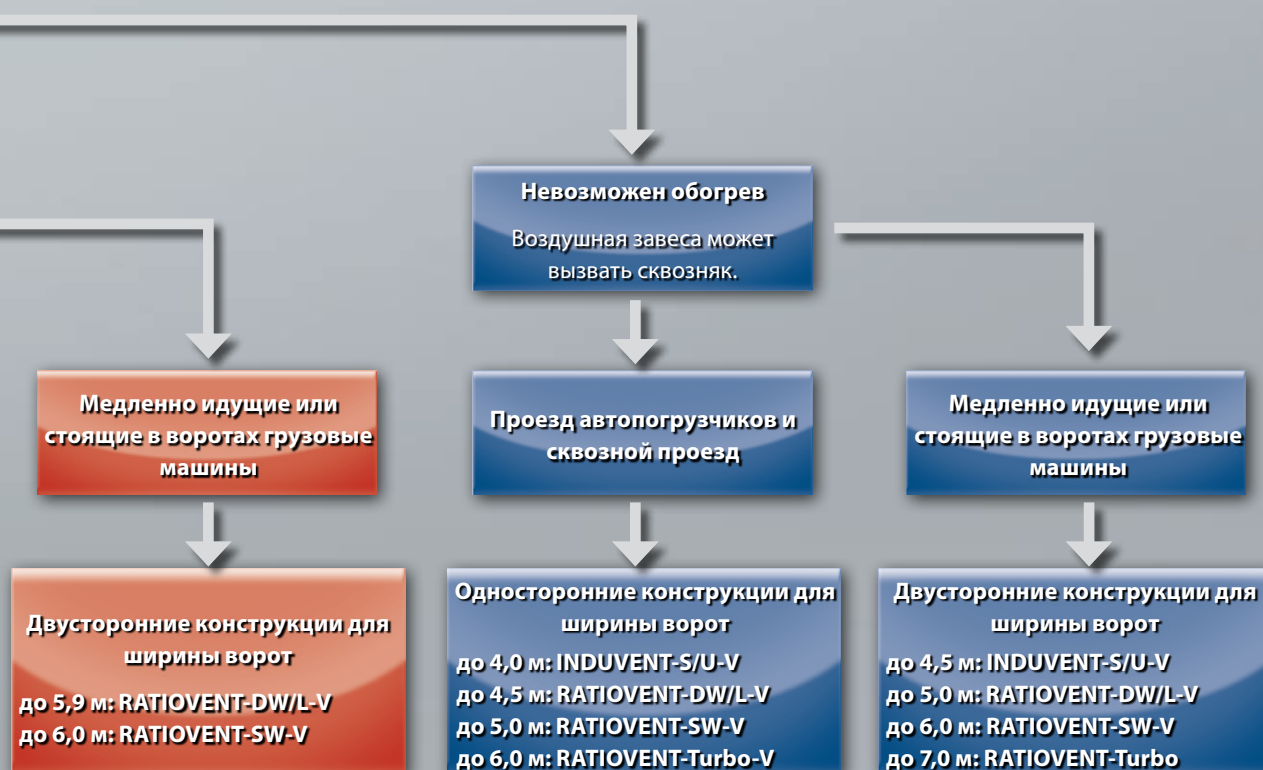 Невозможен обогрев
Воздушная завеса может
вызвать сквозняк.
Медленно идущие или
стоящие в воротах грузовые
машины
Проезд автопогрузчиков и
сквозной проезд
Медленно идущие или
стоящие в воротах грузовые
машины
Двусторонние конструкции для
ширины ворот
до 5,9 м: RATIOVENT-DW/L-V
до 6,0 м: RATIOVENT-SW-V
Односторонние конструкции для
ширины ворот
до 4,0 м: INDUVENT-S/U-V
до 4,5 м: RATIOVENT-DW/L-V
до 5,0 м: RATIOVENT-SW-V
до 6,0 м: RATIOVENT-Turbo-V
Двусторонние конструкции для
ширины ворот
до 4,5 м: INDUVENT-S/U-V
до 5,0 м: RATIOVENT-DW/L-V
до 6,0 м: RATIOVENT-SW-V
до 7,0 м: RATIOVENT-Turbo